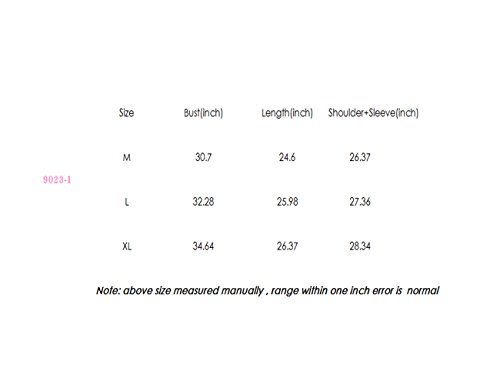 Size Bust(inch) Length(inch) Shoulder+Sleeve(inch)
M 30.7 24.6 26.37
9023-1
L 32.28 25.98 27.36
XL 34.64 26.37 28.34
Note: above size measured manually , range within one inch error is normal